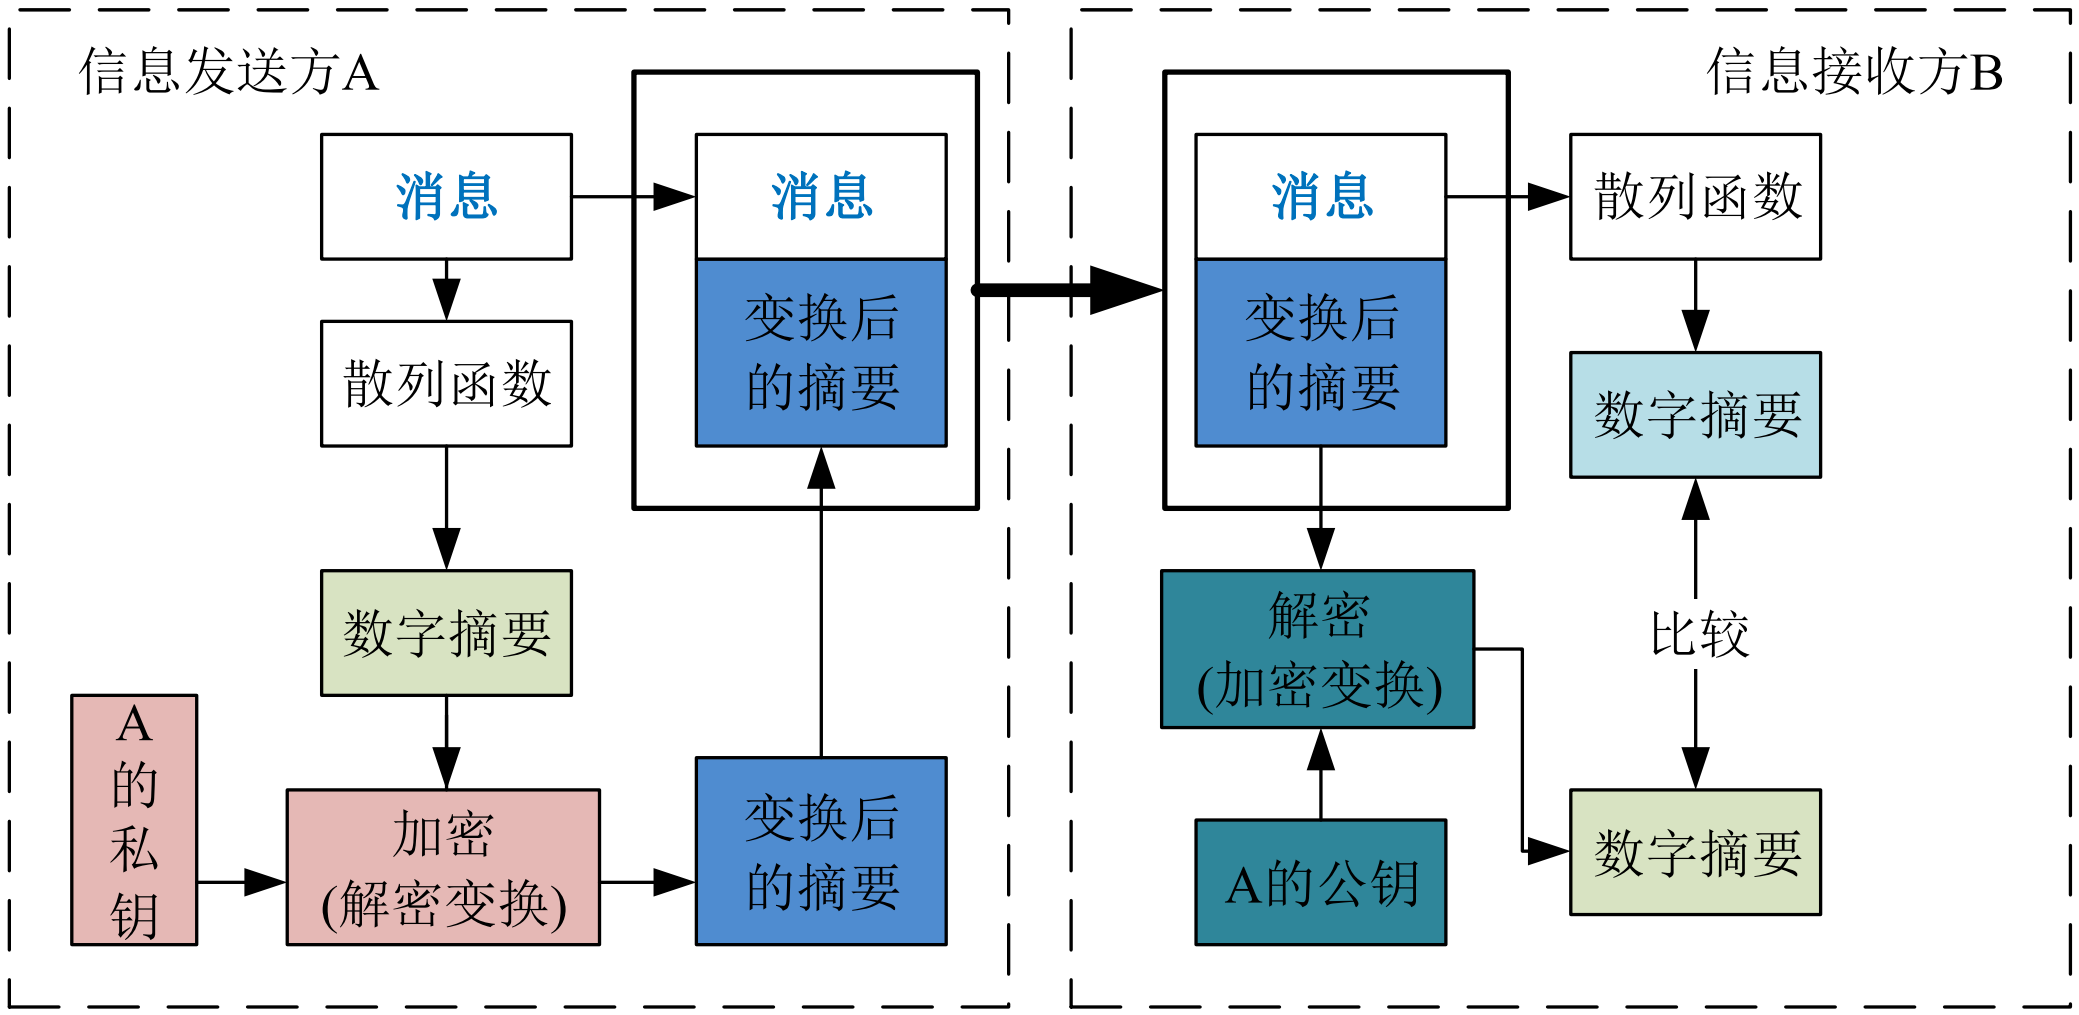 信息发送方A
消息
散列函数
数字摘要
A
的
私
钥
加密
(解密变换)
消息
变换后
的摘要
变换后
的摘要
信息接收方B
消息
变换后
的摘要
解密
(加密变换)
A的公钥
散列函数
数字摘要
比较
数字摘要